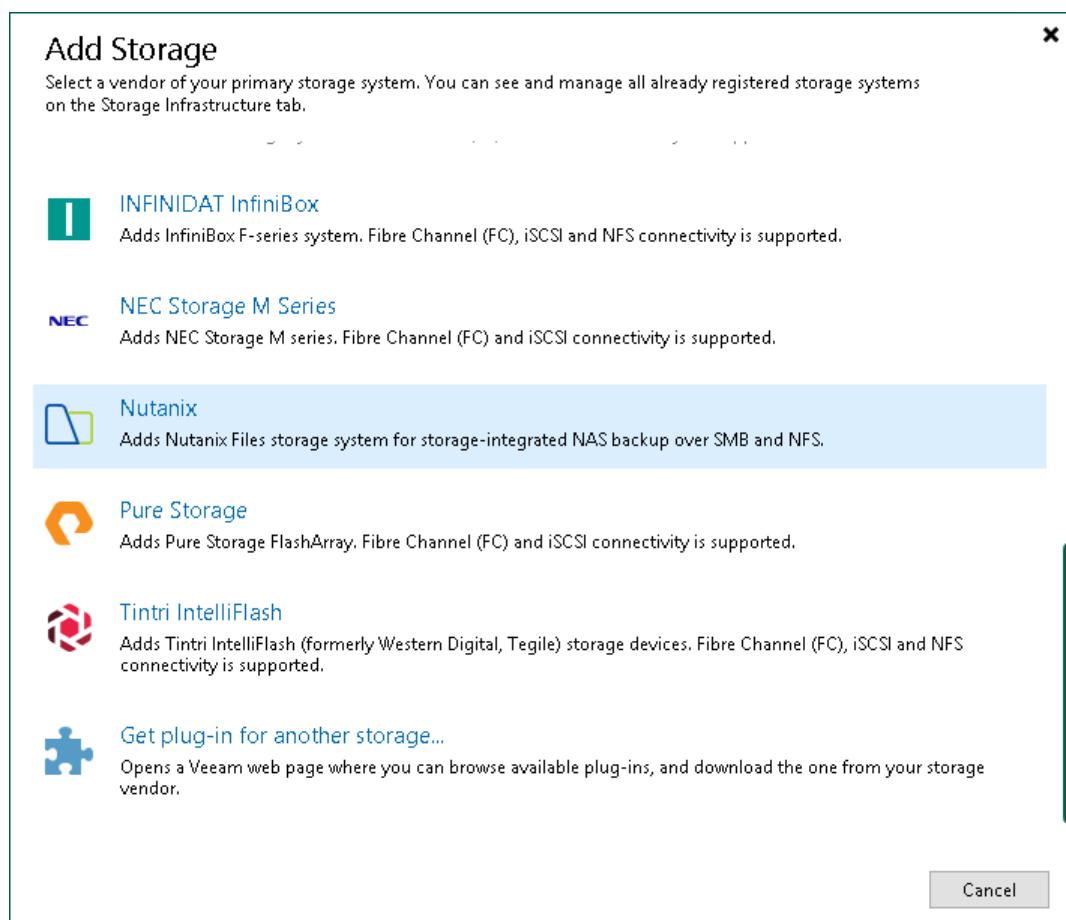 Add Storage
Select a vendor of your primary storage system. You can see and manage all already registered storage systems
on the Storage Infrastructure tab.
INFINIDAT InfiniBox
Adds InfiniBox F-series system. Fibre Channel (FC), iSCSI and NFS connectivity is supported.
NEC
NEC Storage M Series
Adds NEC Storage M series. Fibre Channel (FC) and iSCSI connectivity is supported.
Nutanix
Adds Nutanix Files storage system for storage-integrated NAS backup over SMB and NFS.
Pure Storage
Adds Pure Storage FlashArray. Fibre Channel (FC) and iSCSI connectivity is supported.
Tintri IntelliFlash
Adds Tintri IntelliFlash (formerly Western Digital, Tegile) storage devices. Fibre Channel (FC), iSCSI and NFS
connectivity is supported.
Get plug-in for another storage...
Opens a Veeam web page where you can browse available plug-ins, and download the one from your storage
vendor.
Cancel